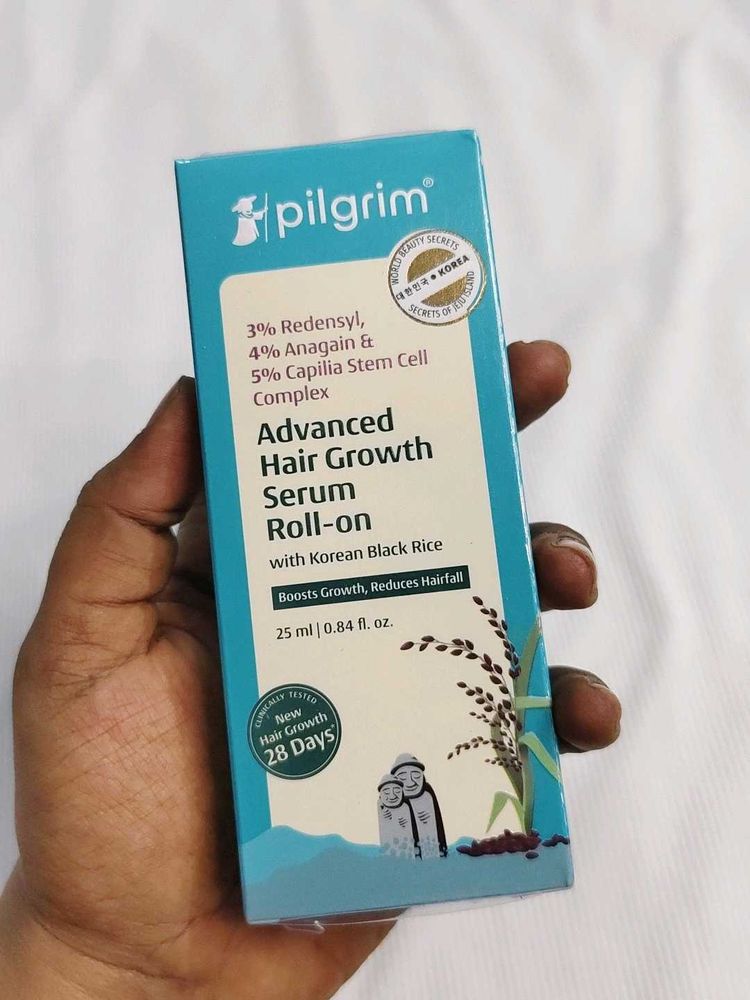 pilgrim®
WORLD BEAUTY SECRETS
대한민국 • KOREA
SECRETS OF JEJU ISLAND
3% Redensyl,
4% Anagain &
5% Capilia Stem Cell
Complex
Advanced
Hair Growth
Serum
Roll-on
with Korean Black Rice
Boosts Growth, Reduces Hairfall
25 ml | 0.84 fl. oz.
CLINICALLY TESTED
New
Hair Growth
28 Days*